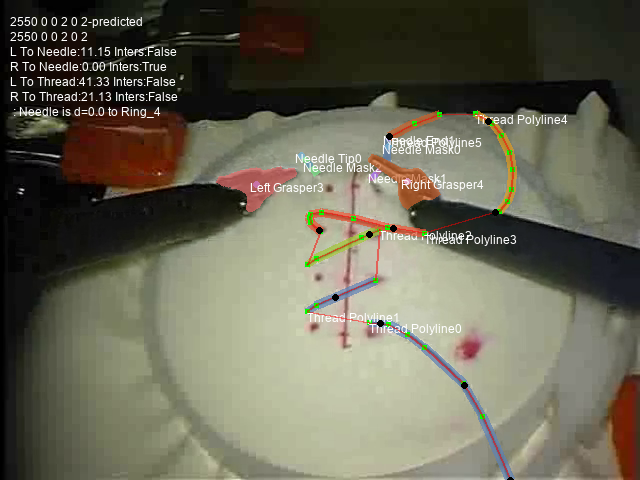 2550 0 0 2 0 2-predicted
2550 0 0 2 0 2
L To Needle:11.15 Inters:False
R To Needle:0.00 Inters:True
L To Thread:41.33 Inters:False
R To Thread:21.13 Inters:False
: Needle is d=0.0 to Ring_4
Thread Polyline4
Needle End1
Thread Polyline5
Needle Mask0
Needle Tip0
Needle Mask
Needle Mask1
Left Grasper3
Right Grasper4
Thread Polyline2
Thread Polyline3
Thread Polyline1
Thread Polyline0